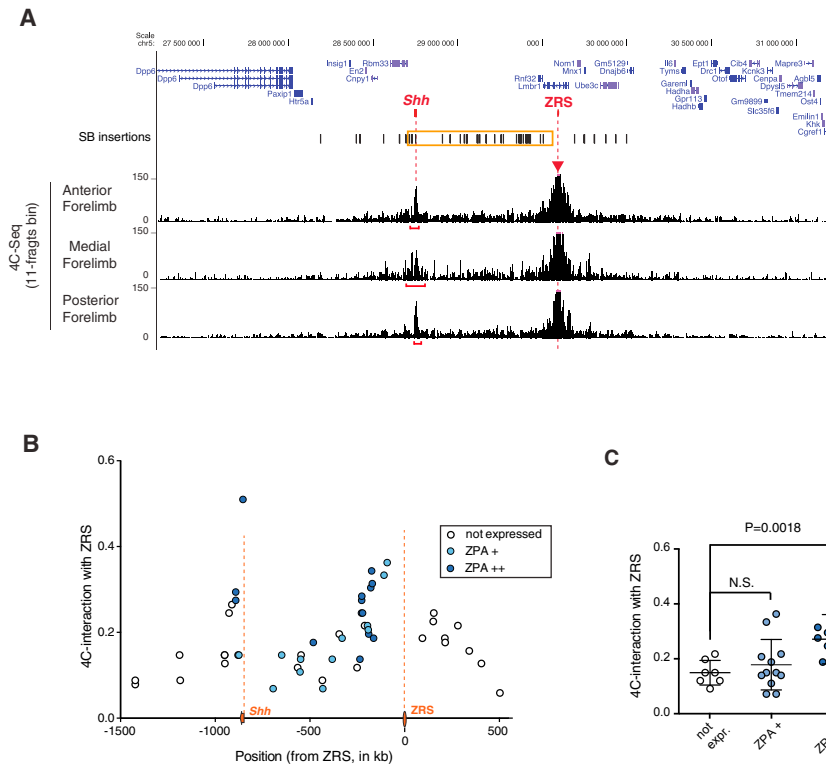 A
Scale
chr5:
27 500 000
28 000 000
28 500 000
29 000 000
000
30 000 000
30 500 000
31 000 000
Insig1
Rbm33
Nom1
Gm5129
Il6
Ept1
Cib4
Mapre3
Dpp6
En2
Mnx1
Tyms
Drc1
Kcnk3
Dpp6
Cnpy1
Rnf32
Dnajb6
Otof
Cenpa
Agbl5
Dpp6
Lmbr1
Ube3c
Gareml
Dpysl5
Paxip1
Hadha
Tmem214
Htr5a
Gpr113
Gm9899
Ost4
Hadhb
Slc35f6
Emilin1
Khk
Cgref1
Shh
ZRS
SB insertions
4C-Seq
(11-fragts bin)
Anterior
Forelimb
150
0
Medial
Forelimb
150
0
Posterior
Forelimb
150
0
B
4C-interaction with ZRS
0.6
0.4
0.2
0.0
not expressed
ZPA +
ZPA ++
Shh
ZRS
-1500
-1000
-500
0
500
Position (from ZRS, in kb)
C
4C-interaction with ZRS
P=0.0018
N.S.
0.6
0.4
0.2
0.0
not
expr.
ZPA +
ZP